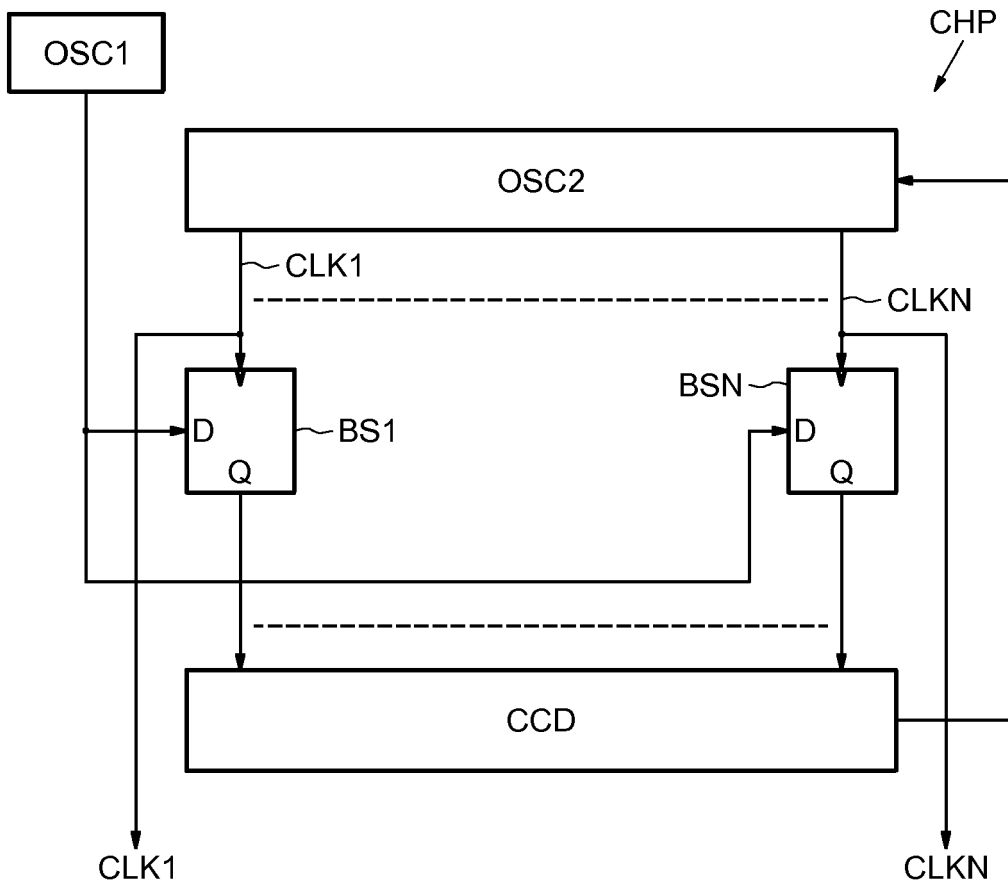 OSC1
CHP
OSC2
CLK1
CLKN
BSN
D
BS1
D
Q
Q
CCD
CLK1
CLKN